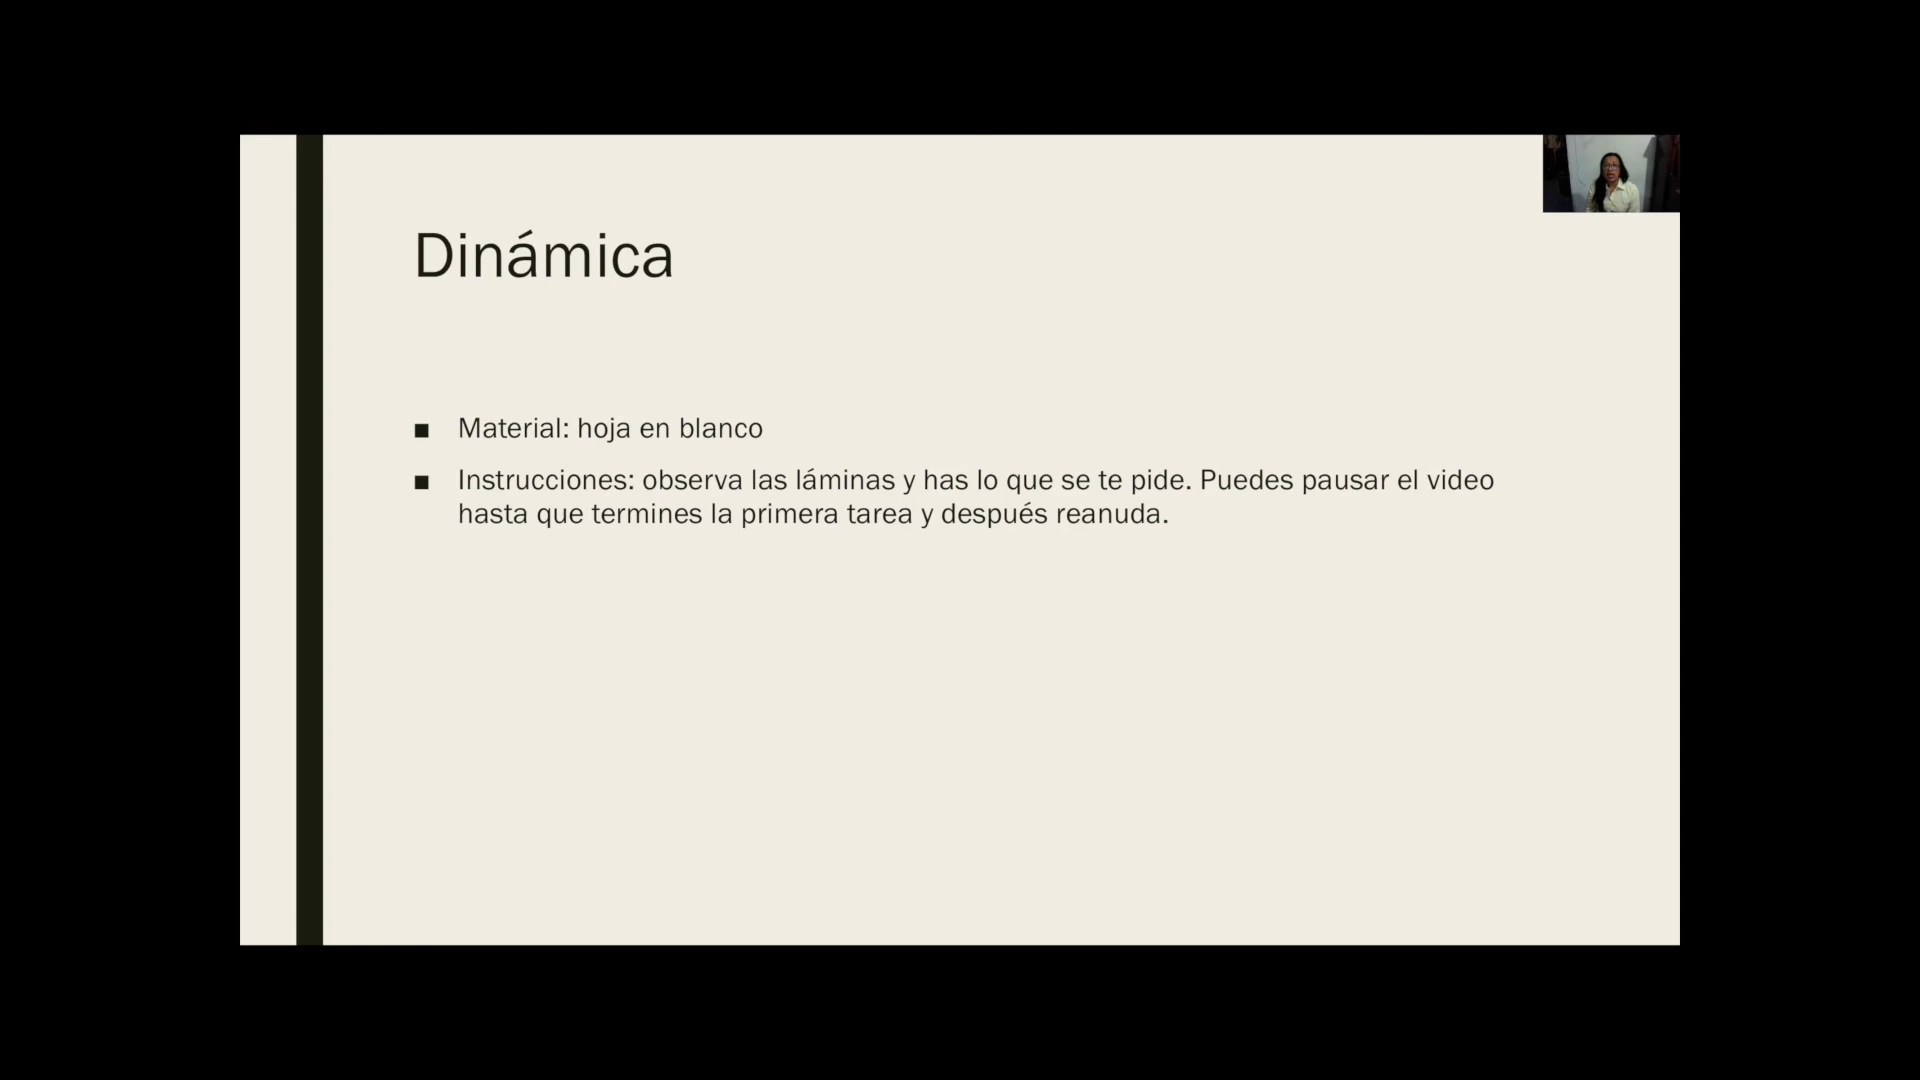 Dinámica
■ Material: hoja en blanco
■ Instrucciones: observa las láminas y has lo que se te pide. Puedes pausar el video
hasta que termines la primera tarea y después reanuda.